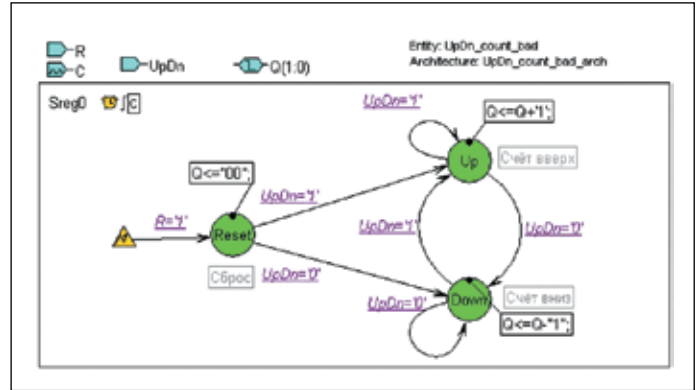 R
C
UpDn
Q(1:0)
Entity: UpDn_count_bad
Architecture: UpDn_count_bad_arch
Sreg0
C
UpDn='1'
Q<=Q+'1';
Up
Счёт вверх
Q<="00";
UpDn='1'
R='1'
Reset
UpDn='1'
UpDn='0'
Сброс
UpDn='0'
UpDn='0'
Down
Счёт вниз
Q<=Q-"1";